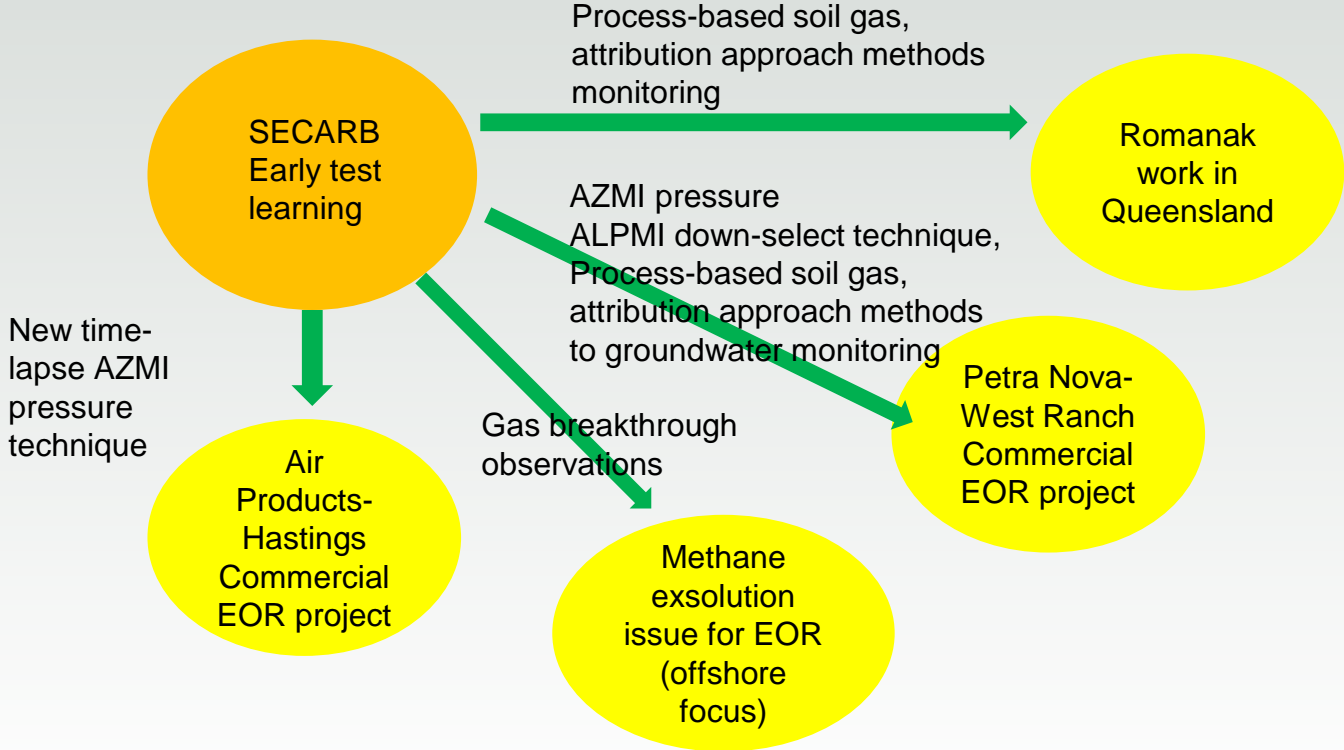 Process-based soil gas,
attribution approach methods
monitoring
SECARB
Early test
learning
Romanak
work in
Queensland
AZMI pressure
ALPMI down-select technique,
Process-based soil gas,
attribution approach methods
to groundwater monitoring
New time-
lapse AZMI
pressure
technique
Gas breakthrough
observations
Petra Nova-
West Ranch
Commercial
EOR project
Air
Products-
Hastings
Commercial
EOR project
Methane
exsolution
issue for EOR
(offshore
focus)